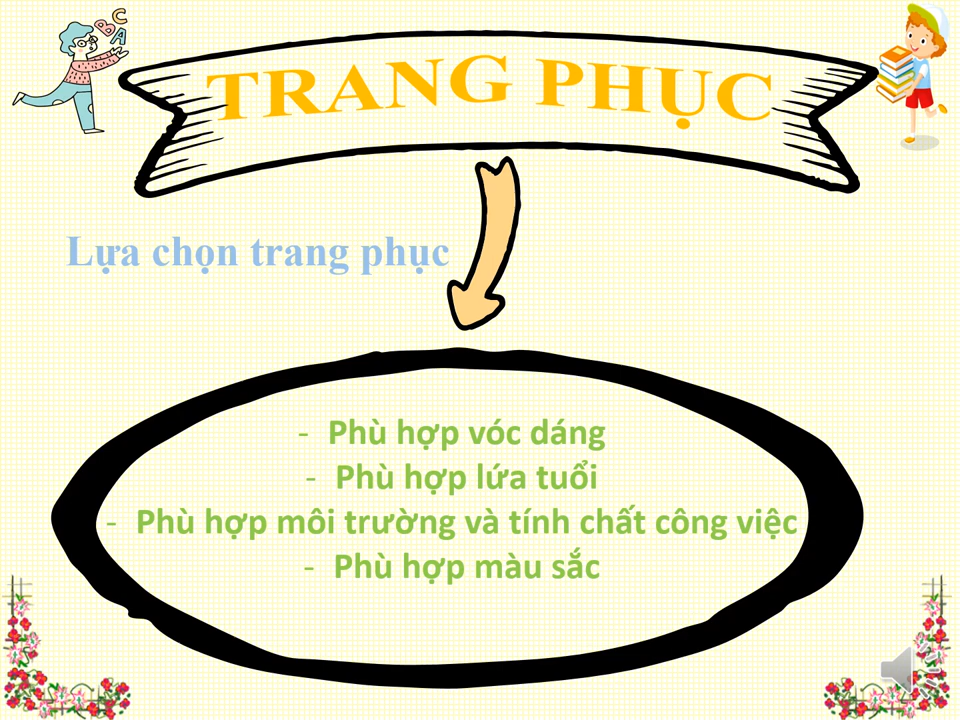 BCA
TRANG PHỤC
Lựa chọn trang phục
- Phù hợp vóc dáng
- Phù hợp lứa tuổi
- Phù hợp môi trường và tính chất công việc
- Phù hợp màu sắc